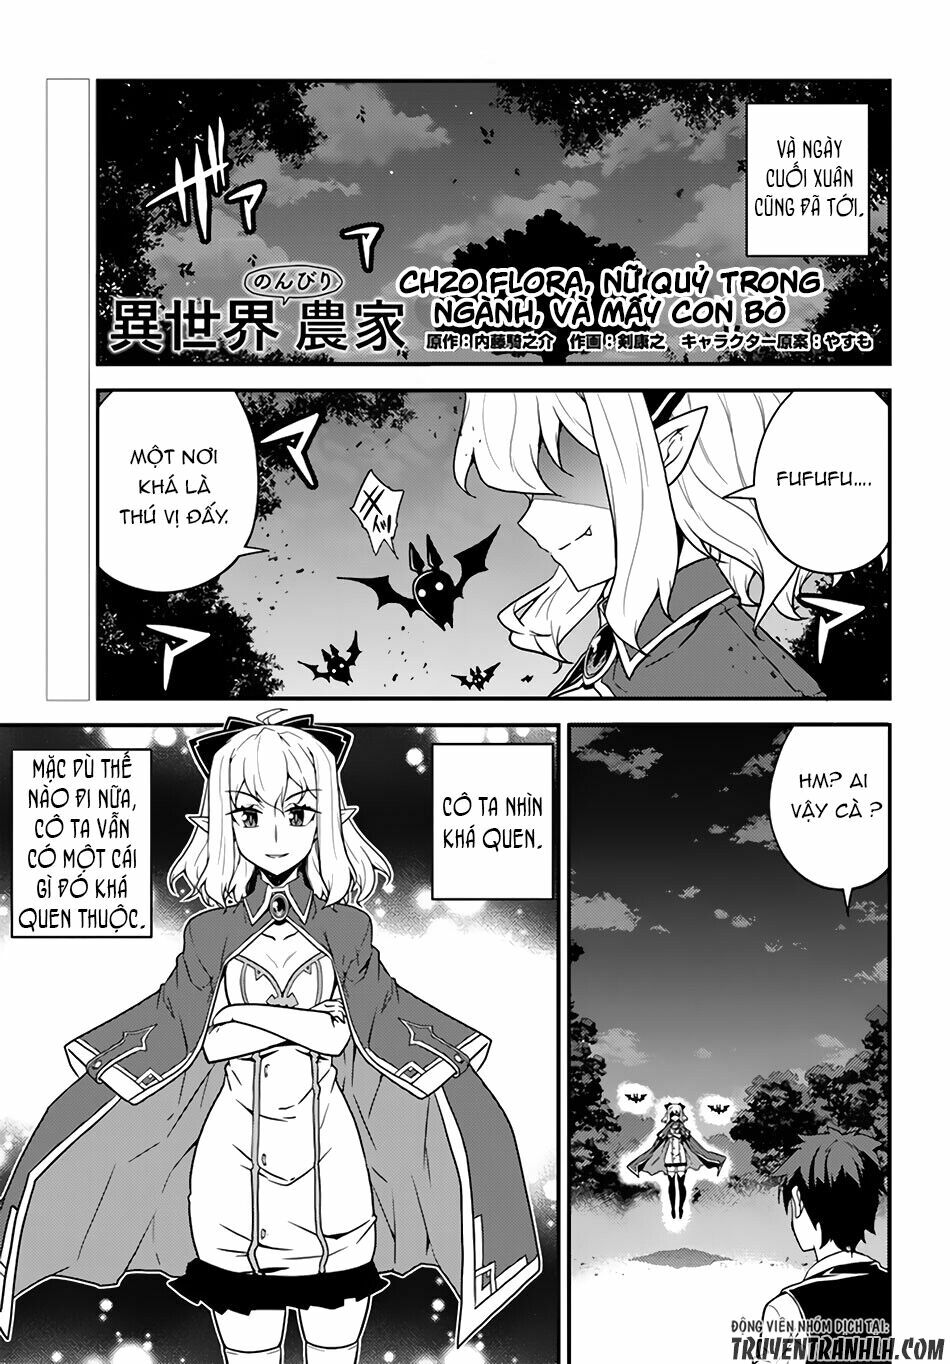 VÀ NGÀY
CUỐI XUÂN
CŨNG ĐÃ TỚI.
ザァ
ァ
のんびり
異世界 農家
CH20 FLORA, NỮ QUỶ TRONG
NGÀNH, VÀ MẤY CON BÒ
原作:内藤騎之介 作画:剣康之 キャラクター原案:やすも
FUFUFU....
キィッ
MỘT NƠI
KHÁ LÀ
THÚ VỊ ĐẤY.
HM? AI
VẬY CÀ ?
CÔ TA NHÌN
KHÁ QUEN.
MẶC DÙ THẾ
NÀO ĐI NỮA,
CÔ TA VẪN
CÓ MỘT CÁI
GÌ ĐÓ KHÁ
QUEN THUỘC.
ĐỘNG VIÊN NHÓM DỊCH TẠI:
TRUYENTRANHLH.COM